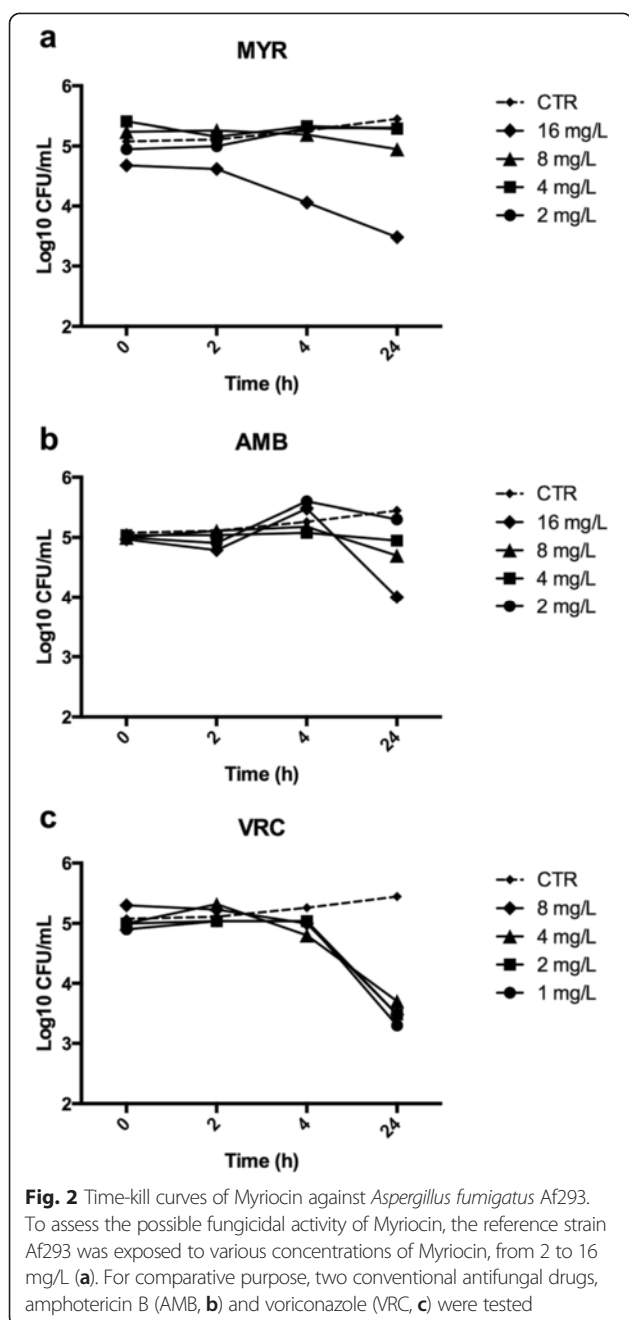 a
MYR
Log10 CFU/mL
6
5
4
3
2
0
2
4
24
Time (h)
CTR
16 mg/L
8 mg/L
4 mg/L
2 mg/L
b
AMB
Log10 CFU/mL
6
5
4
3
2
0
2
4
24
Time (h)
CTR
16 mg/L
8 mg/L
4 mg/L
2 mg/L
c
VRC
Log10 CFU/mL
6
5
4
3
2
0
2
4
24
Time (h)
CTR
8 mg/L
4 mg/L
2 mg/L
1 mg/L
Fig. 2 Time-kill curves of Myriocin against Aspergillus fumigatus Af293.
To assess the possible fungicidal activity of Myriocin, the reference strain
Af293 was exposed to various concentrations of Myriocin, from 2 to 16
mg/L (a). For comparative purpose, two conventional antifungal drugs,
amphotericin B (AMB, b) and voriconazole (VRC, c) were tested